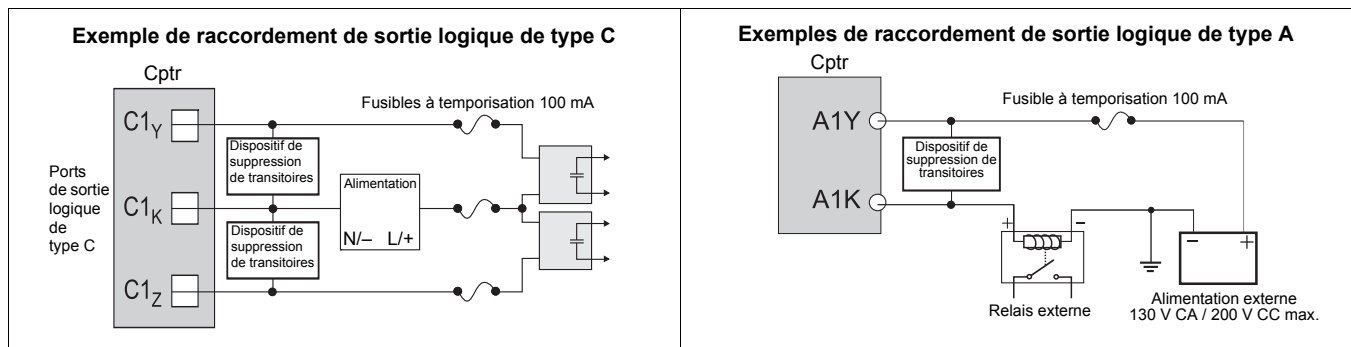 Exemple de raccordement de sortie logique de type C
Cptr
Fusibles à temporisation 100 mA
C1Y
Dispositif de
suppression
de transitoires
Ports
de sortie
logique
de
type C
C1K
Alimentation
N/– L/+
Dispositif de
suppression
de transitoires
C1Z
Exemples de raccordement de sortie logique de type A
Cptr
Fusible à temporisation 100 mA
A1Y
Dispositif de
suppression de
transitoires
A1K
+ –
– +
Relais externe
Alimentation externe
130 V CA / 200 V CC max.